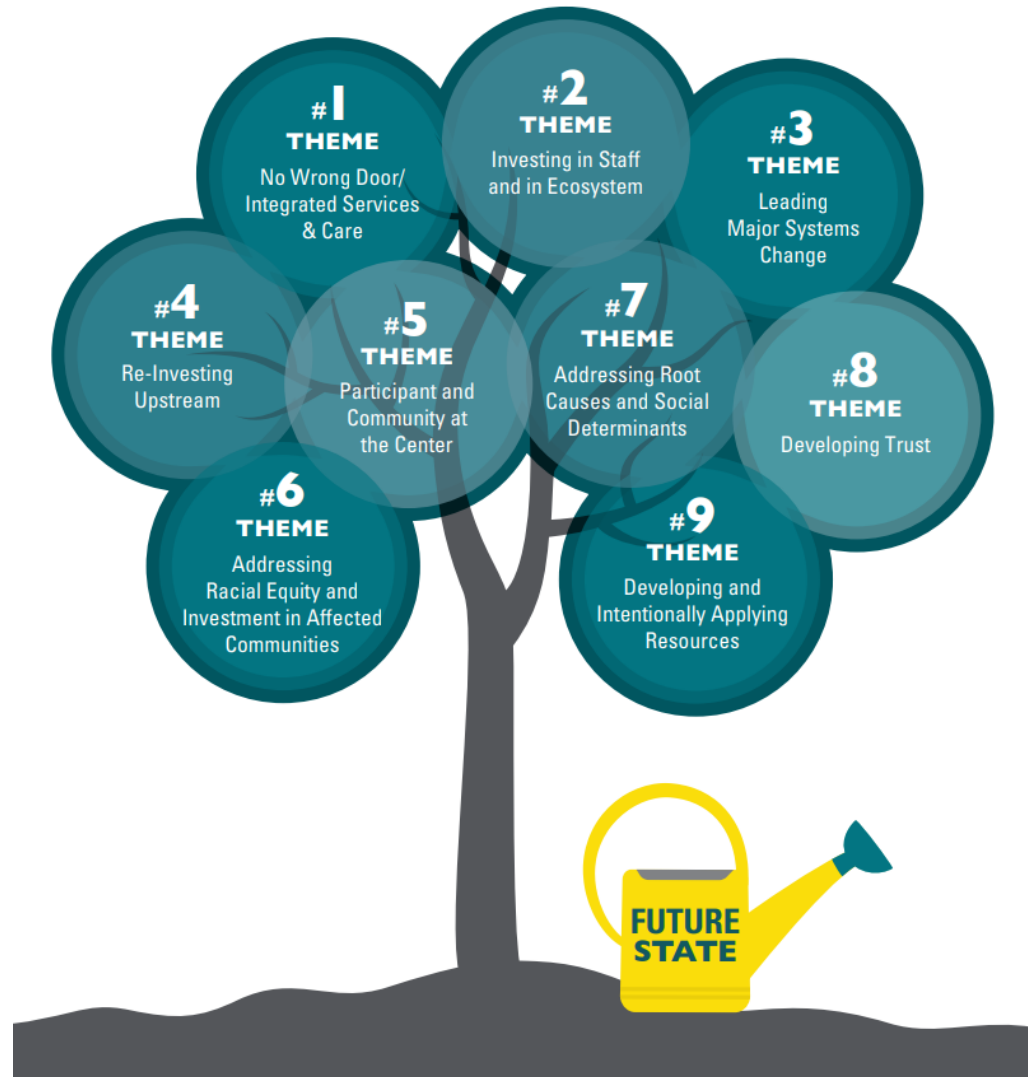 #1
THEME
No Wrong Door/
Integrated Services
& Care
#2
THEME
Investing in Staff
and in Ecosystem
#3
THEME
Leading
Major Systems
Change
#4
THEME
Re-Investing
Upstream
#5
THEME
Participant and
Community at
the Center
#6
THEME
Addressing
Racial Equity and
Investment in Affected
Communities
#7
THEME
Addressing Root
Causes and Social
Determinants
#8
THEME
Developing Trust
#9
THEME
Developing and
Intentionally Applying
Resources
FUTURE
STATE